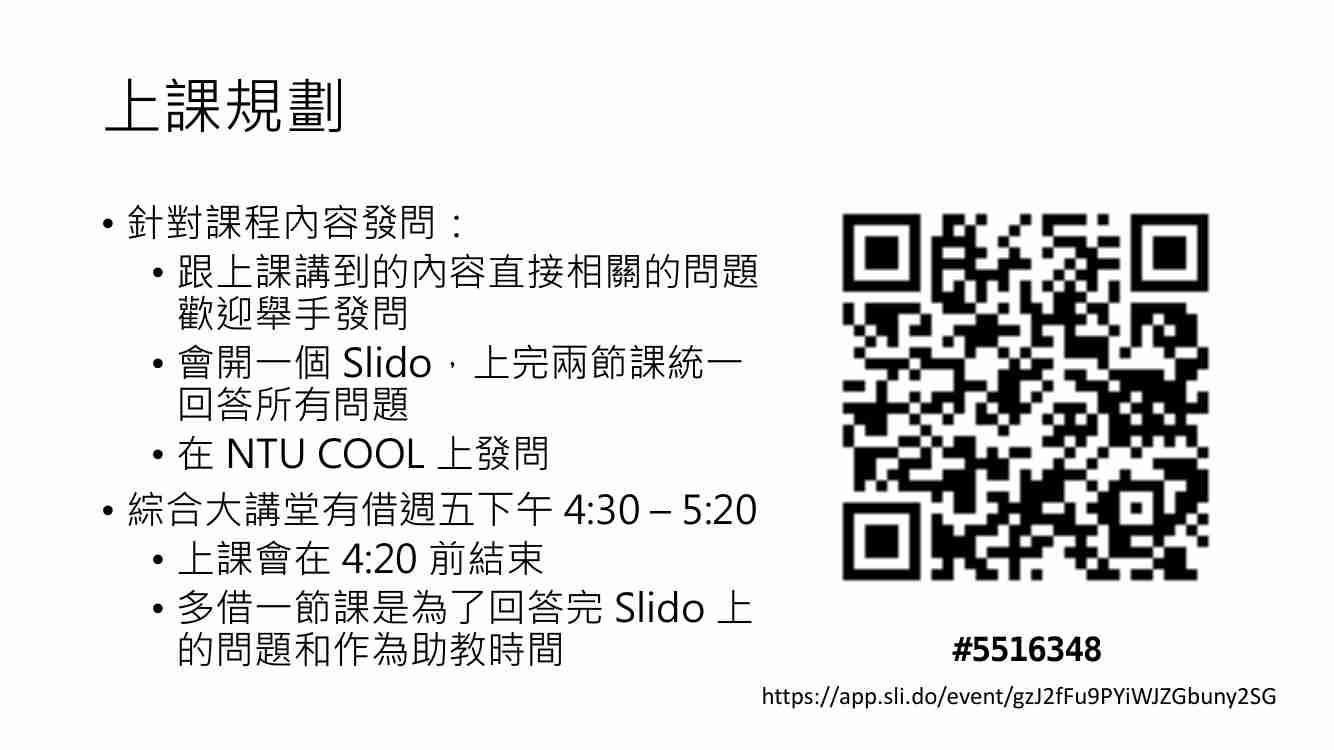 上課規劃
• 針對課程內容發問：
• 跟上課講到的內容直接相關的問題
歡迎舉手發問
• 會開一個 Slido，上完兩節課統一
回答所有問題
• 在 NTU COOL 上發問
• 綜合大講堂有借週五下午 4:30 – 5:20
• 上課會在 4:20 前結束
• 多借一節課是為了回答完 Slido 上
的問題和作為助教時間
#5516348
https://app.sli.do/event/gzJ2fFu9PYiWJZGbuny2SG